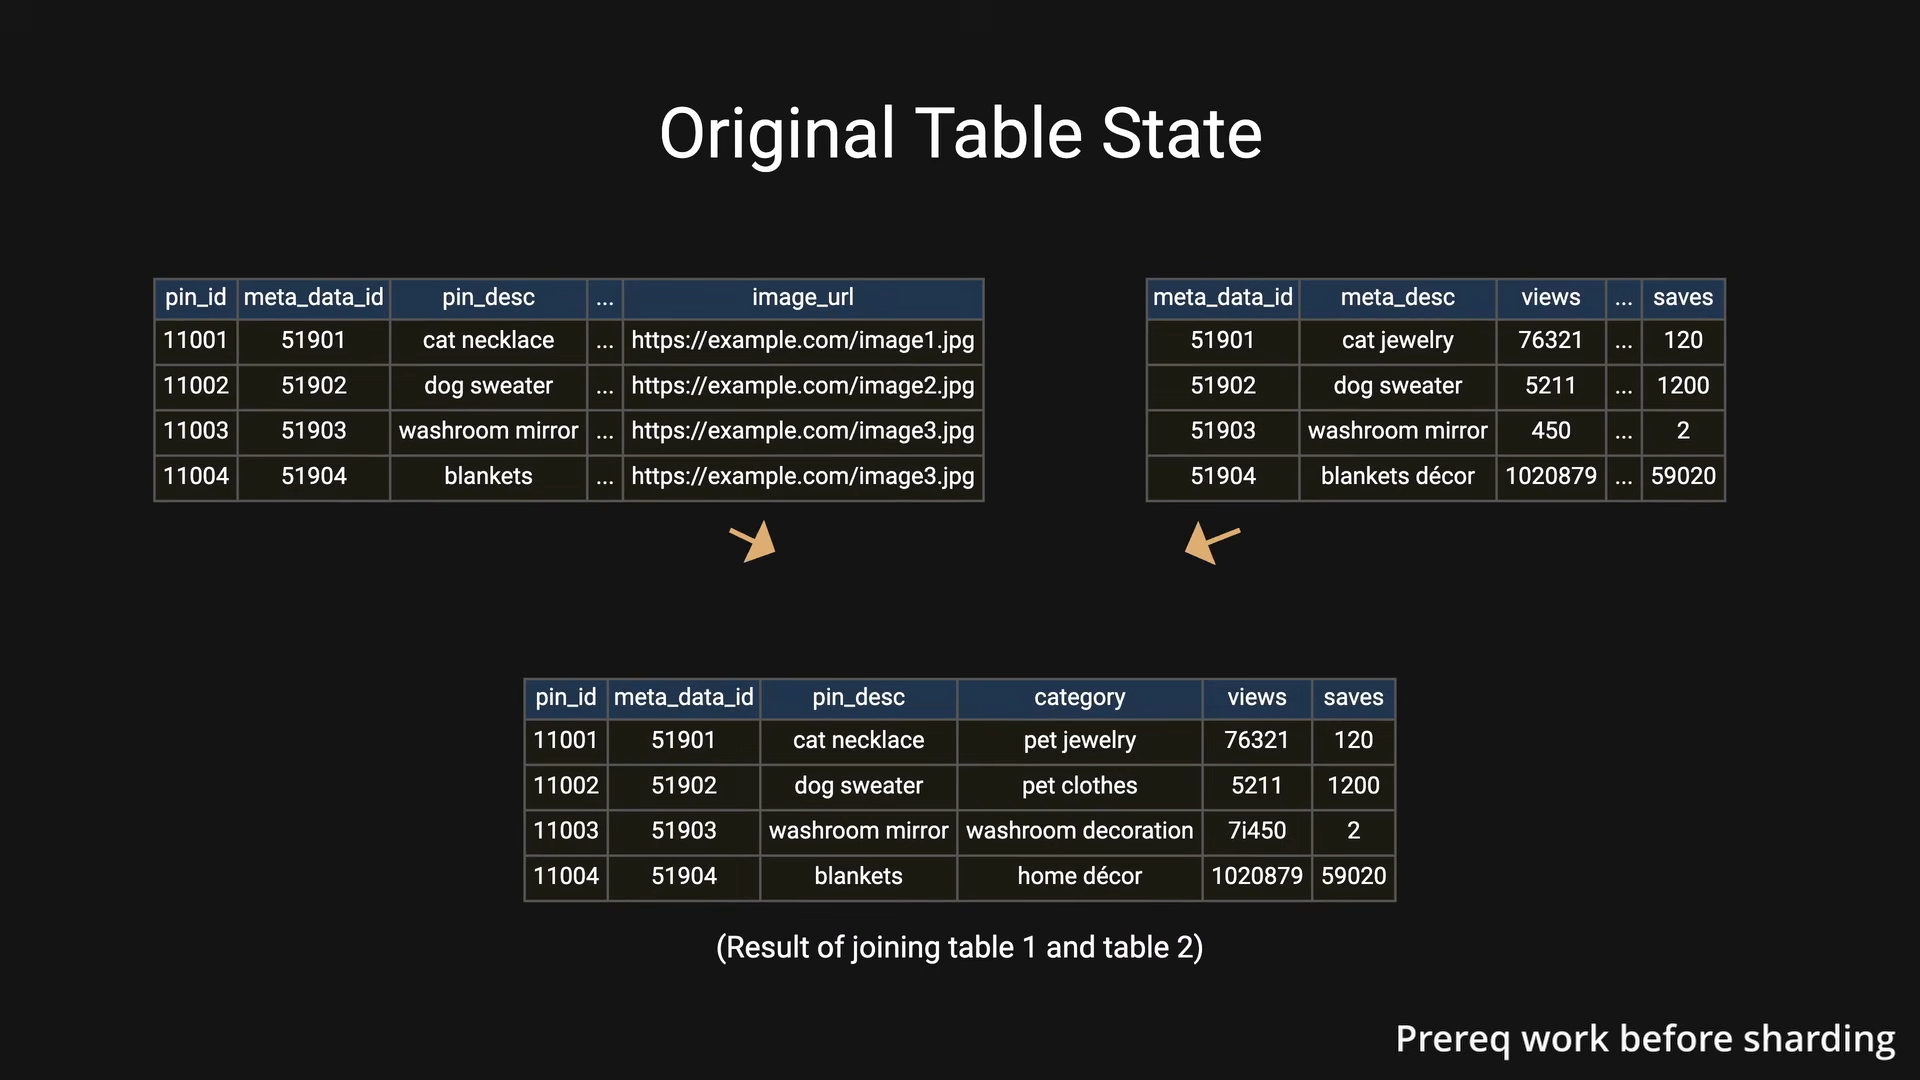 Original Table State
pin_id meta_data_id pin_desc ... image_url
11001 51901 cat necklace ... https://example.com/image1.jpg
11002 51902 dog sweater ... https://example.com/image2.jpg
11003 51903 washroom mirror ... https://example.com/image3.jpg
11004 51904 blankets ... https://example.com/image3.jpg
meta_data_id meta_desc views ... saves
51901 cat jewelry 76321 ... 120
51902 dog sweater 5211 ... 1200
51903 washroom mirror 450 ... 2
51904 blankets décor 1020879 ... 59020
pin_id meta_data_id pin_desc category views saves
11001 51901 cat necklace pet jewelry 76321 120
11002 51902 dog sweater pet clothes 5211 1200
11003 51903 washroom mirror washroom decoration 7i450 2
11004 51904 blankets home décor 1020879 59020
(Result of joining table 1 and table 2)
Prereq work before sharding